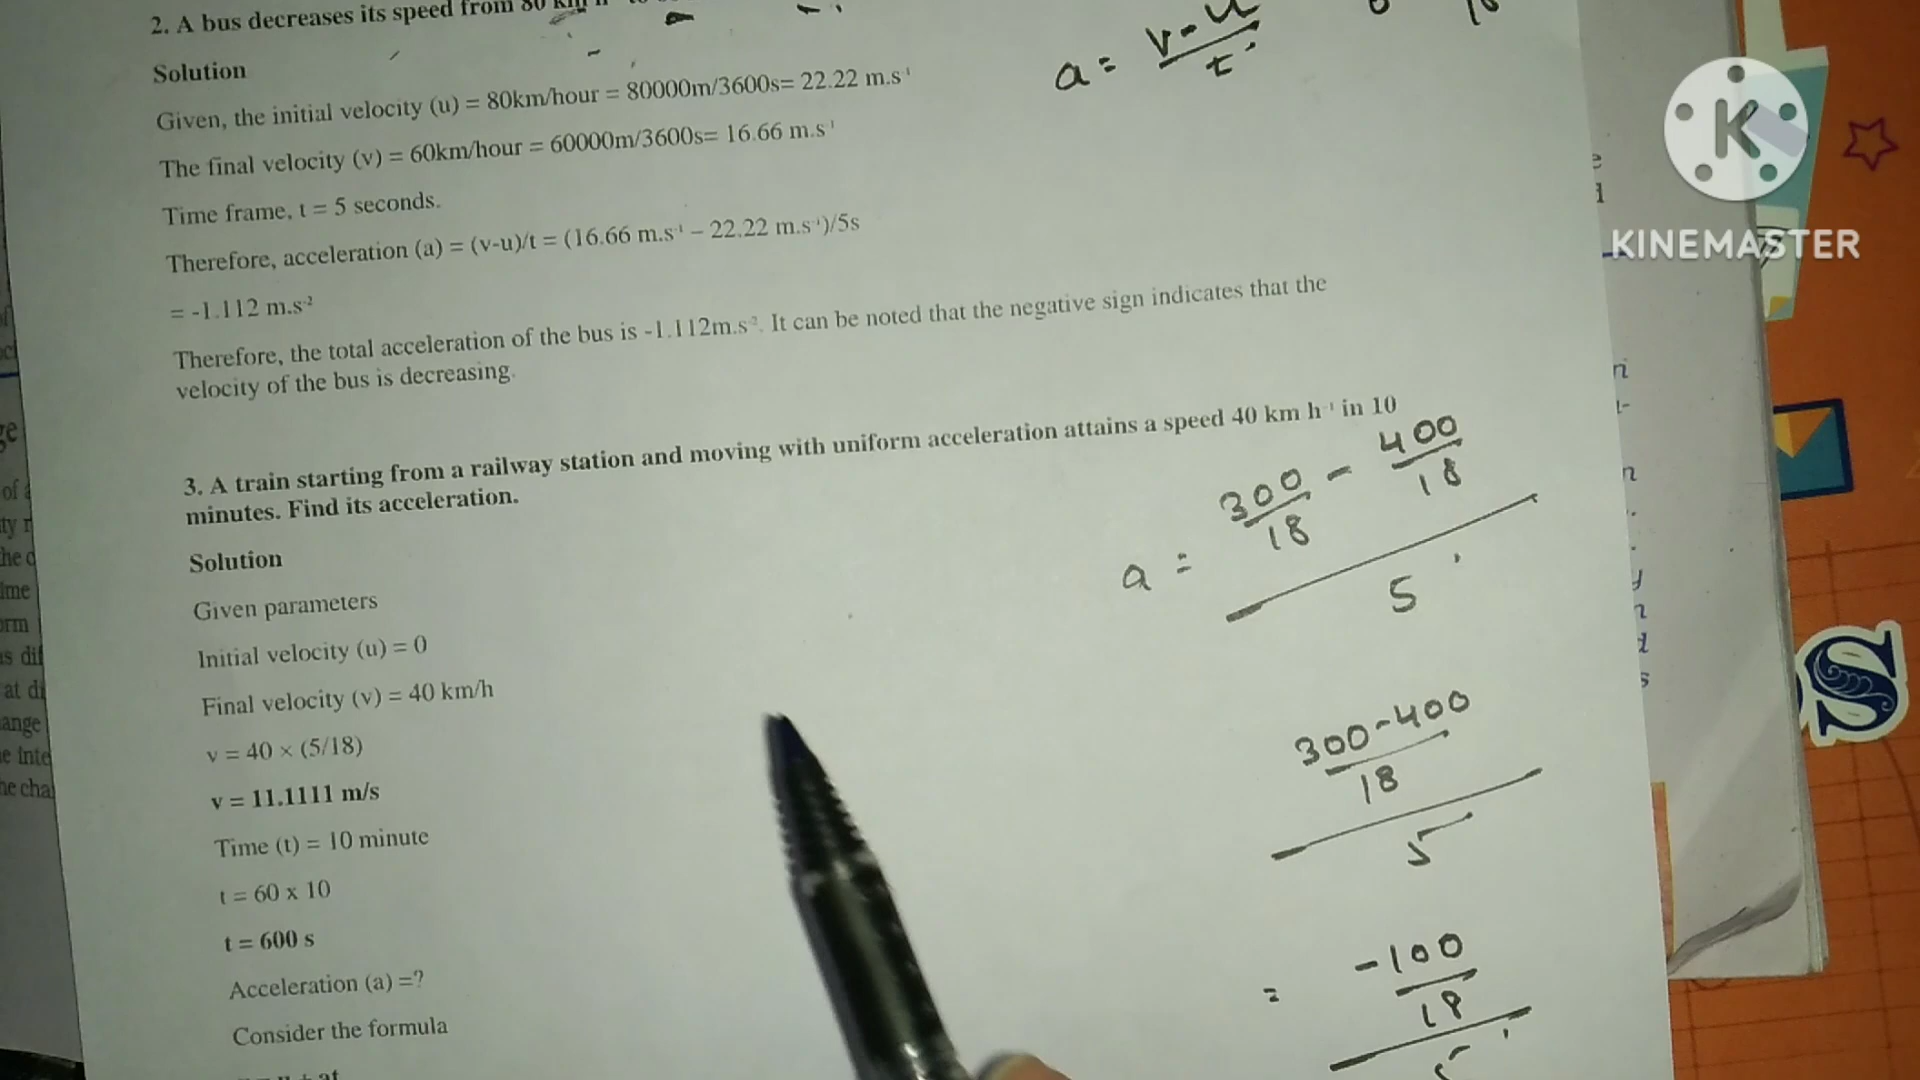 2. A bus decreases its speed from 80 km h
Solution
Given, the initial velocity (u) = 80km/hour = 80000m/3600s= 22.22 m.s⁻¹
The final velocity (v) = 60km/hour = 60000m/3600s= 16.66 m.s⁻¹
Time frame, t = 5 seconds.
Therefore, acceleration (a) = (v-u)/t = (16.66 m.s⁻¹ – 22.22 m.s⁻¹)/5s
= -1.112 m.s⁻²
Therefore, the total acceleration of the bus is -1.112m.s⁻². It can be noted that the negative sign indicates that the
velocity of the bus is decreasing.
3. A train starting from a railway station and moving with uniform acceleration attains a speed 40 km h⁻¹ in 10
minutes. Find its acceleration.
Solution
Given parameters
Initial velocity (u) = 0
Final velocity (v) = 40 km/h
v = 40 × (5/18)
v = 11.1111 m/s
Time (t) = 10 minute
t = 60 x 10
t = 600 s
Acceleration (a) =?
Consider the formula
a = v-u
t
300 - 400
18 18
a =
5
300-400
18
5
-100
=
18
5
KINEMASTER
K
S